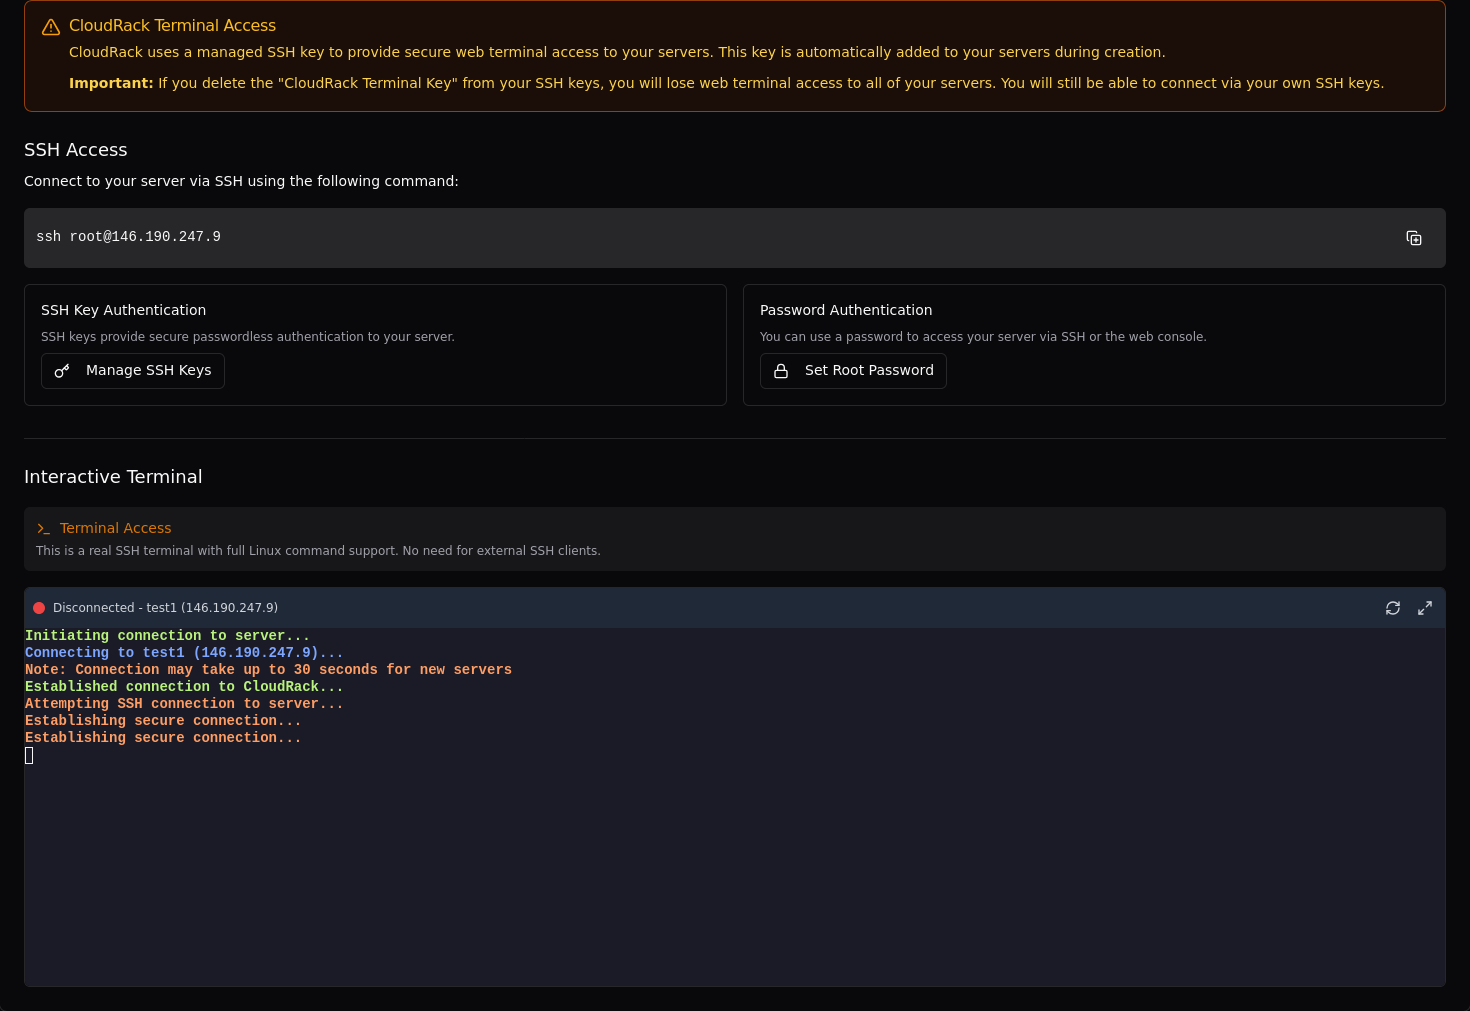 CloudRack Terminal Access
CloudRack uses a managed SSH key to provide secure web terminal access to your servers. This key is automatically added to your servers during creation.
Important: If you delete the "CloudRack Terminal Key" from your SSH keys, you will lose web terminal access to all of your servers. You will still be able to connect via your own SSH keys.
SSH Access
Connect to your server via SSH using the following command:
ssh root@146.190.247.9
SSH Key Authentication
SSH keys provide secure passwordless authentication to your server.
Manage SSH Keys
Password Authentication
You can use a password to access your server via SSH or the web console.
Set Root Password
Interactive Terminal
Terminal Access
This is a real SSH terminal with full Linux command support. No need for external SSH clients.
Disconnected - test1 (146.190.247.9)
Initiating connection to server...
Connecting to test1 (146.190.247.9)...
Note: Connection may take up to 30 seconds for new servers
Established connection to CloudRack...
Attempting SSH connection to server...
Establishing secure connection...
Establishing secure connection...